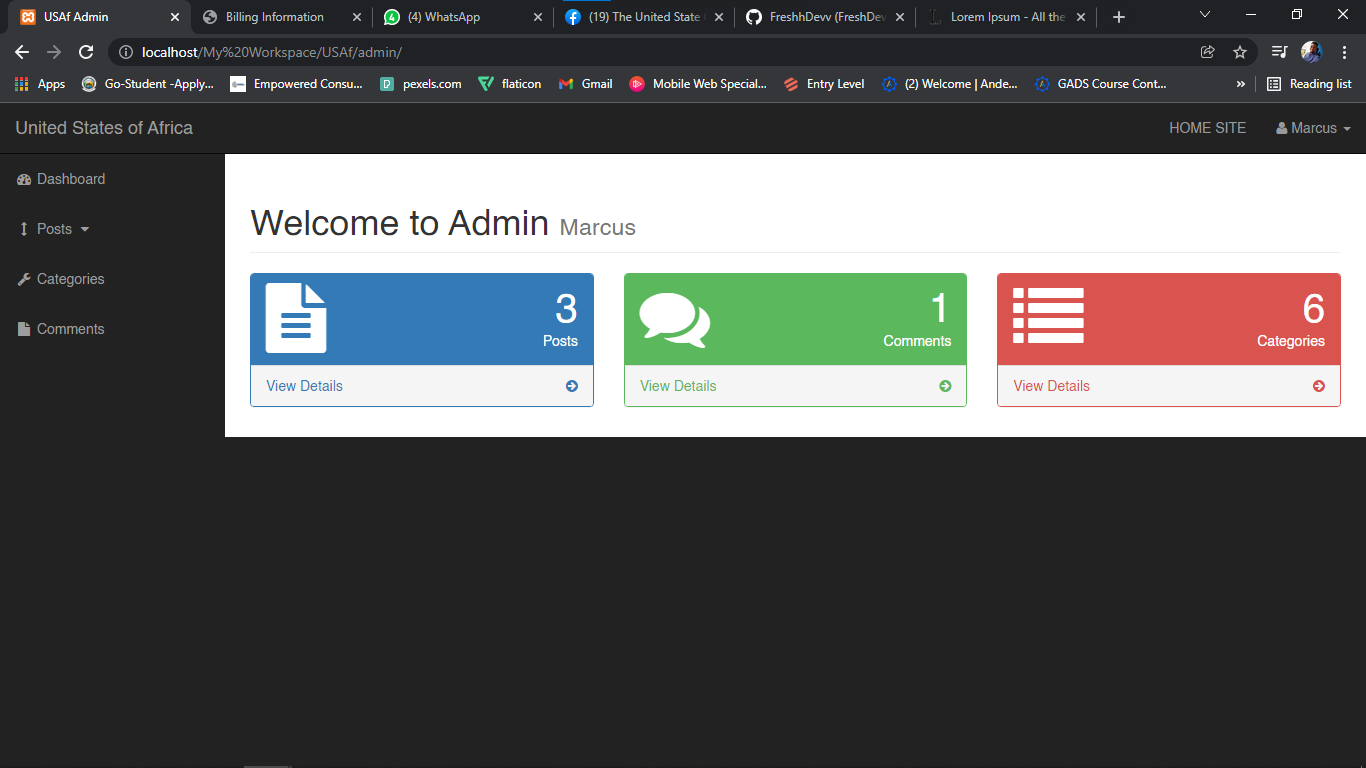 USAf Admin
Billing Information
4
(4) WhatsApp
(19) The United State
FreshhDevv (FreshDev
Lorem Ipsum - All the
localhost/My%20Workspace/USAf/admin/
Apps
Go-Student -Apply...
Empowered Consu...
pexels.com
flaticon
Gmail
Mobile Web Special...
Entry Level
(2) Welcome | Ande...
GADS Course Cont...
»
Reading list
United States of Africa
HOME SITE
Marcus
Dashboard
Posts
Categories
Comments
Welcome to Admin Marcus
3
Posts
View Details
1
Comments
View Details
6
Categories
View Details